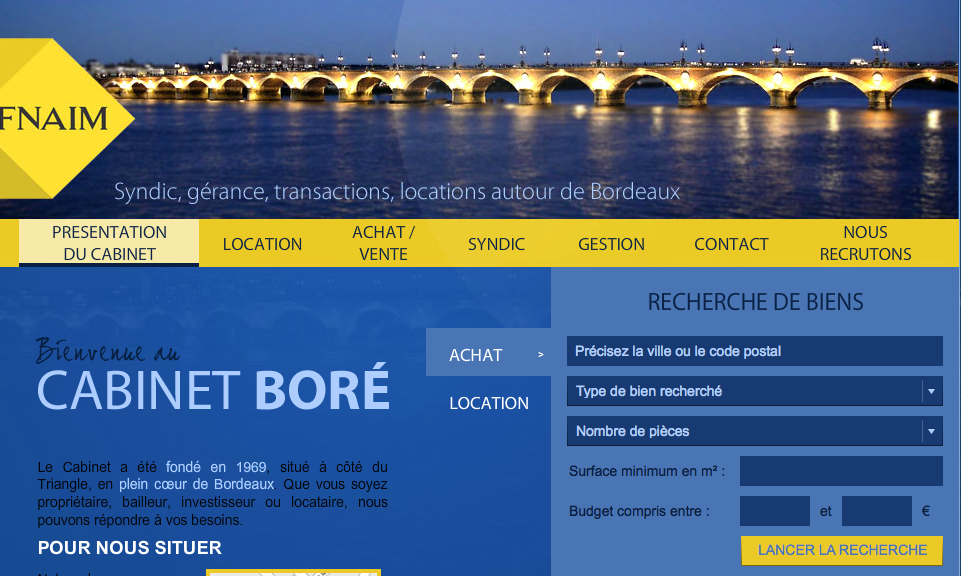 FNAIM
Syndic, gérance, transactions, locations autour de Bordeaux
PRESENTATION
DU CABINET
LOCATION
ACHAT /
VENTE
SYNDIC
GESTION
CONTACT
NOUS
RECRUTONS
Bienvenue au
CABINET BORÉ
Le Cabinet a été fondé en 1969, situé à côté du
Triangle, en plein cœur de Bordeaux. Que vous soyez
propriétaire, bailleur, investisseur ou locataire, nous
pouvons répondre à vos besoins.
POUR NOUS SITUER
ACHAT >
LOCATION
RECHERCHE DE BIENS
Précisez la ville ou le code postal
Type de bien recherché
Nombre de pièces
Surface minimum en m² :
Budget compris entre : et €
LANCER LA RECHERCHE